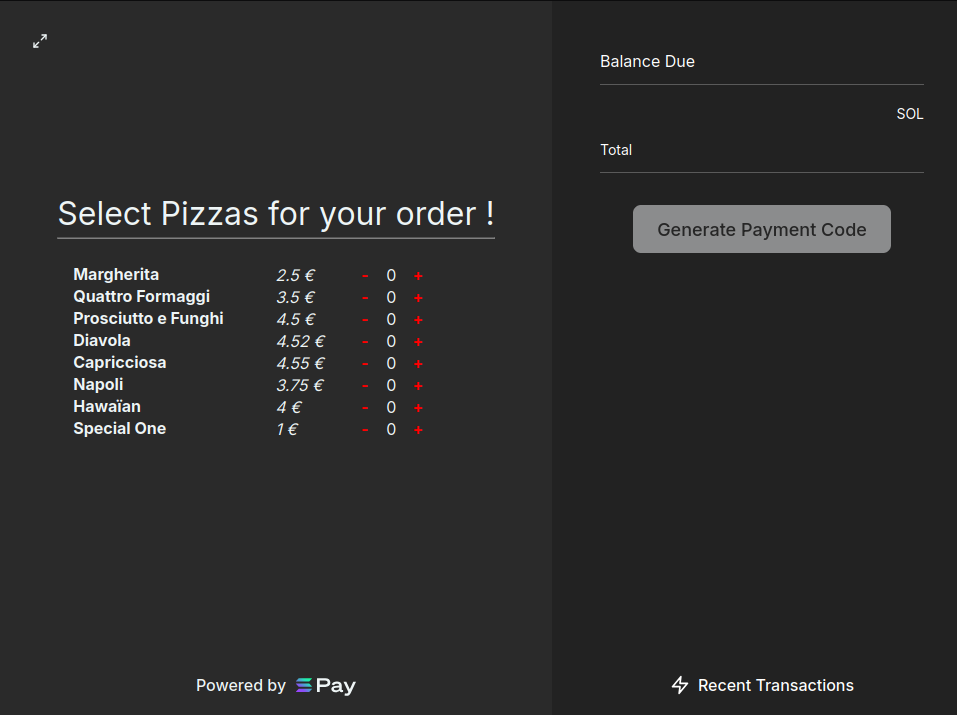 Select Pizzas for your order !
Margherita 2.5 € - 0 +
Quattro Formaggi 3.5 € - 0 +
Prosciutto e Funghi 4.5 € - 0 +
Diavola 4.52 € - 0 +
Capricciosa 4.55 € - 0 +
Napoli 3.75 € - 0 +
Hawaïan 4 € - 0 +
Special One 1 € - 0 +
Powered by Pay
Balance Due
SOL
Total
Generate Payment Code
Recent Transactions